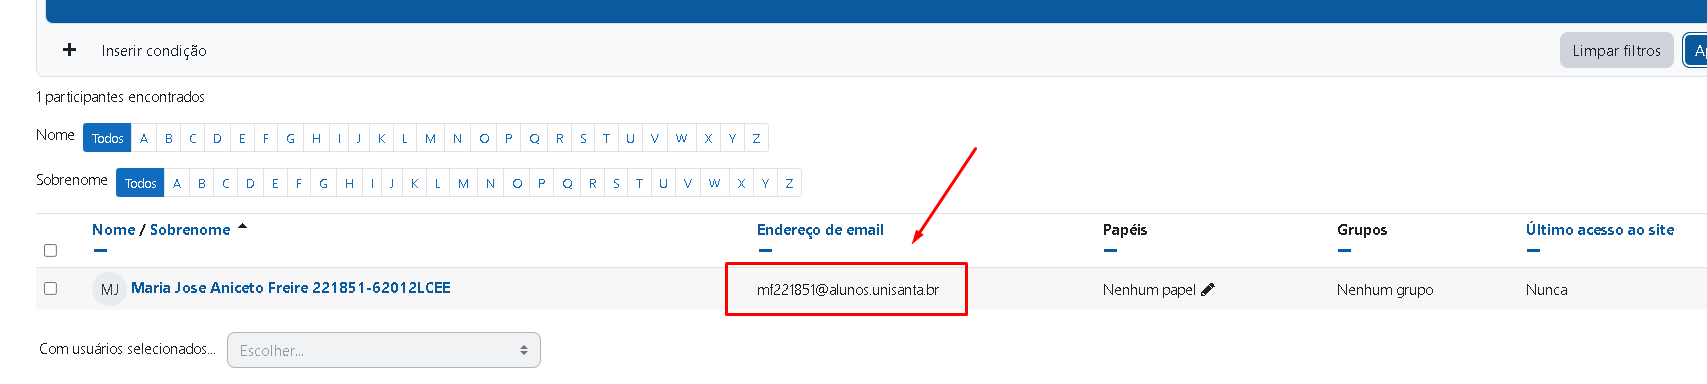 Inserir condição
Limpar filtros
Ap
1 participantes encontrados
Nome Todos A B C D E F G H I J K L M N O P Q R S T U V W X Y Z
Sobrenome Todos A B C D E F G H I J K L M N O P Q R S T U V W X Y Z
Nome / Sobrenome Endereço de email Papéis Grupos Último acesso ao site
MJ Maria Jose Aniceto Freire 221851-62012LCEE mf221851@alunos.unisanta.br Nenhum papel Nenhum grupo Nunca
Com usuários selecionados... Escolher...